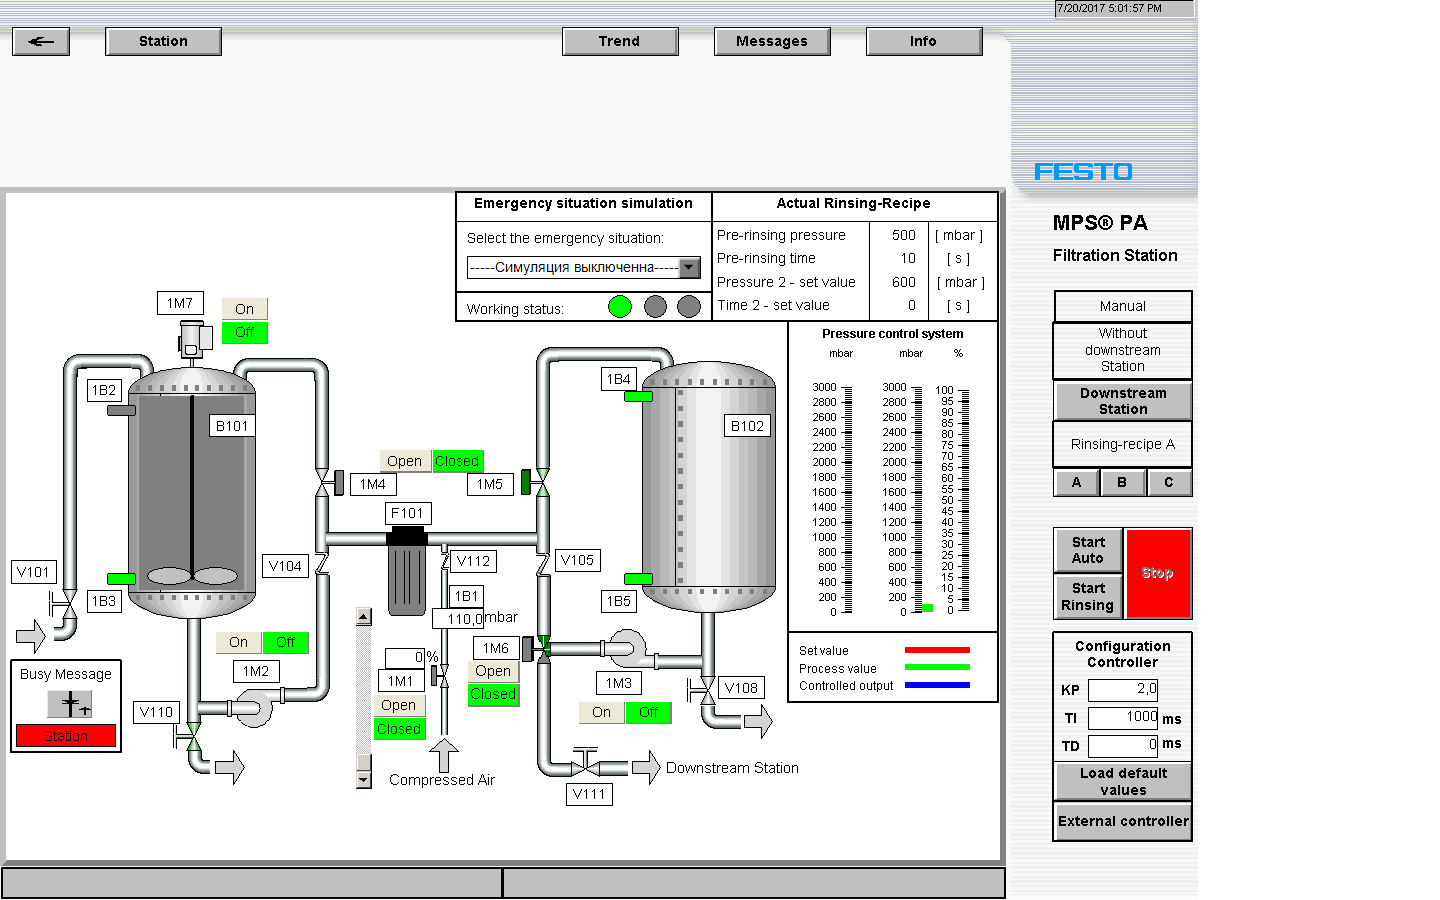 7/20/2017 5:01:57 PM
Station
Trend
Messages
Info
FESTO
MPS® PA
Filtration Station
Emergency situation simulation
Select the emergency situation:
-----Симуляция выключенна-----
Working status:
Actual Rinsing-Recipe
Pre-rinsing pressure 500 [ mbar ]
Pre-rinsing time 10 [ s ]
Pressure 2 - set value 600 [ mbar ]
Time 2 - set value 0 [ s ]
Pressure control system
mbar mbar %
3000 3000 100
2800 2800 95
2600 2600 90
2400 2400 85
2200 2200 80
2000 2000 75
1800 1800 70
1600 1600 65
1400 1400 60
1200 1200 55
1000 1000 50
800 800 45
600 600 40
400 400 35
200 200 30
0 0 25
20
15
10
5
0
Set value
Process value
Controlled output
1M7
On
Off
1B2
B101
1B3
V101
V104
On Off
1M2
V110
Busy Message
Station
Open Closed
1M4
1M5
F101
V112
V105
1B1
110,0 mbar
0 %
1M1
Open
Closed
Compressed Air
1M6
Open
Closed
1B4
B102
1B5
1M3
On Off
V108
V111
Downstream Station
Manual
Without
downstream
Station
Downstream
Station
Rinsing-recipe A
A B C
Start
Auto
Start
Rinsing
Stop
Configuration
Controller
KP 2,0
TI 1000 ms
TD 0 ms
Load default
values
External controller